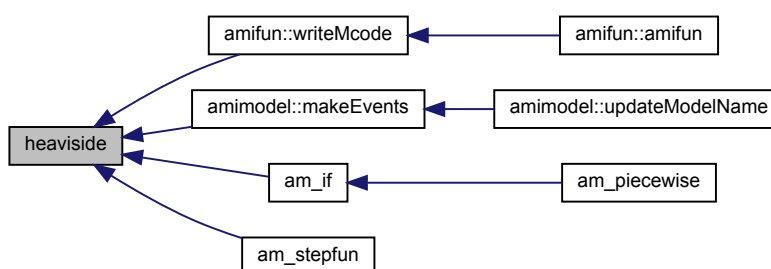 amifun::writeMcode
amifun::amifun
amimodel::makeEvents
amimodel::updateModelName
heaviside
am_if
am_piecewise
am_stepfun